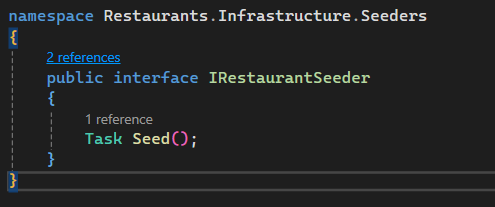 namespace Restaurants.Infrastructure.Seeders
{
2 references
public interface IRestaurantSeeder
{
1 reference
Task Seed();
}
}